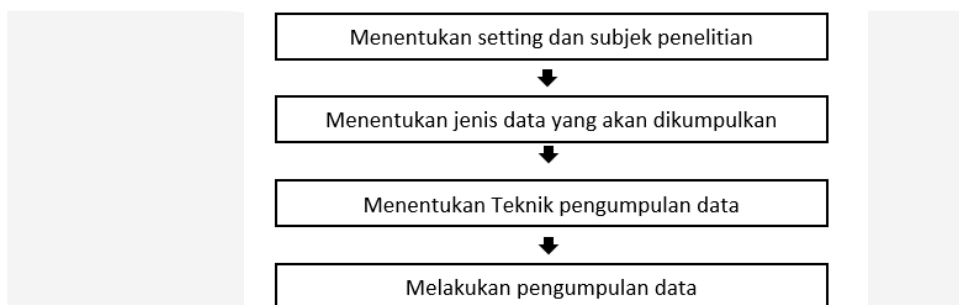 Menentukan setting dan subjek penelitian
Menentukan jenis data yang akan dikumpulkan
Menentukan Teknik pengumpulan data
Melakukan pengumpulan data